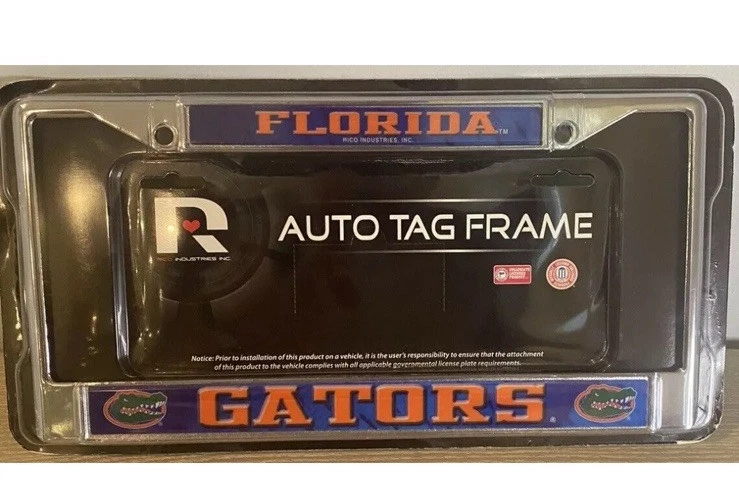 FLORIDA™
RICO INDUSTRIES, INC.
R
RICO INDUSTRIES INC.
AUTO TAG FRAME
Notice: Prior to installation of this product on a vehicle, it is the user's responsibility to ensure that the attachment
of this product to the vehicle complies with all applicable governmental license plate requirements.
GATORS®